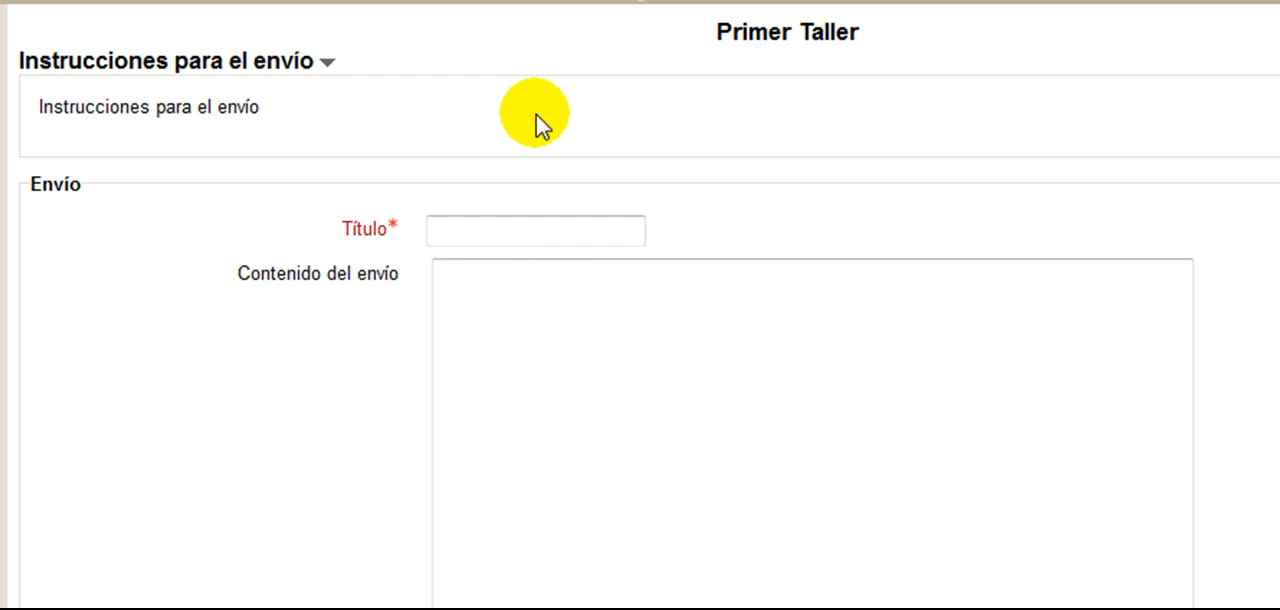 Primer Taller
Instrucciones para el envío
Instrucciones para el envío
Envío
Título*
Contenido del envío